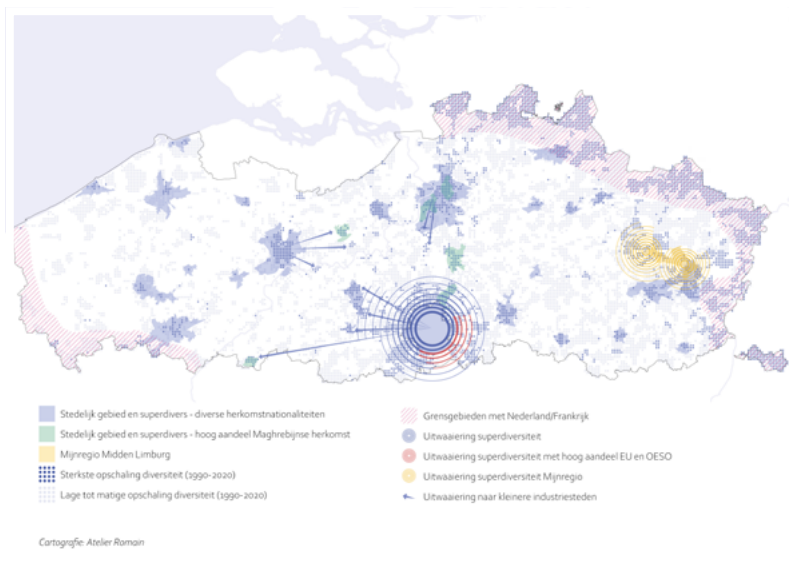 Stedelijk gebied en superdivers - diverse herkomstnationaliteiten
Stedelijk gebied en superdivers - hoog aandeel Maghrebijnse herkomst
Mijnregio Midden Limburg
Sterkste opschaling diversiteit (1990-2020)
Lage tot matige opschaling diversiteit (1990-2020)
Grensgebieden met Nederland/Frankrijk
Uitwaaiering superdiversiteit
Uitwaaiering superdiversiteit met hoog aandeel EU en OESO
Uitwaaiering superdiversiteit Mijnregio
Uitwaaiering naar kleinere industriesteden
Cartografie: Atelier Romain